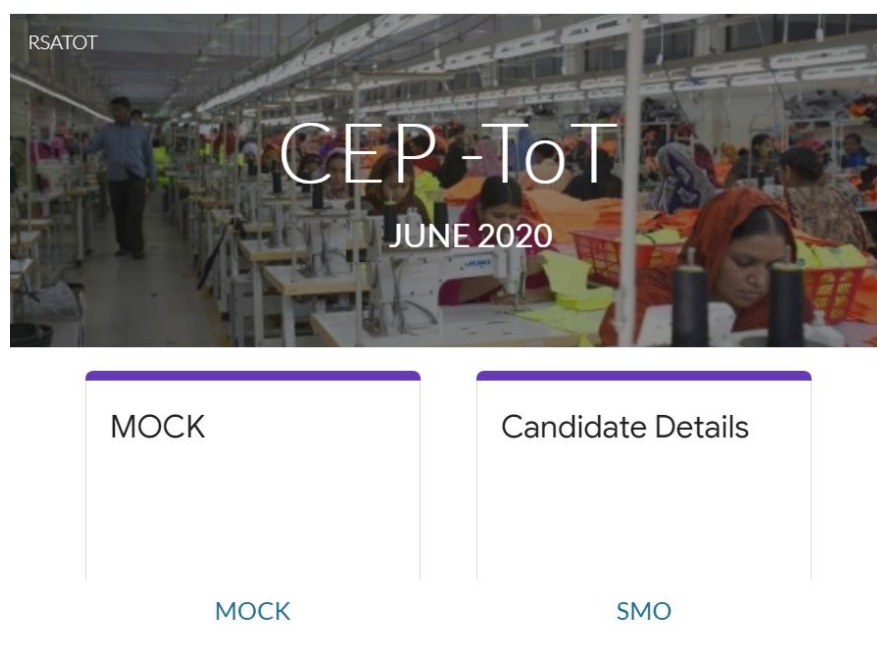 RSATOT
CEP -ToT
JUNE 2020
MOCK
Candidate Details
MOCK
SMO